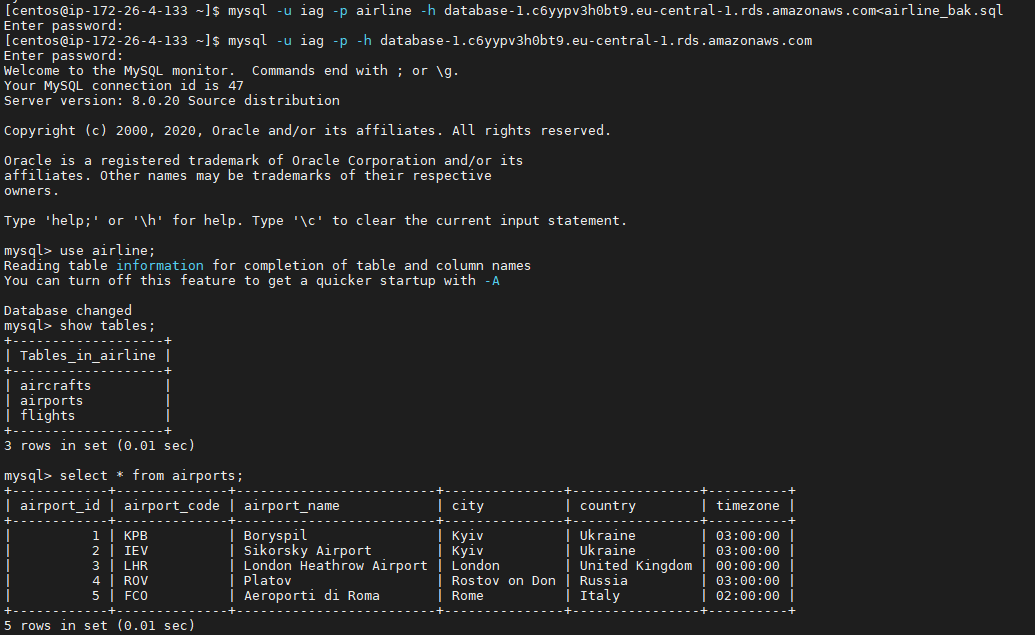 [centos@ip-172-26-4-133 ~]$ mysql -u iag -p airline -h database-1.c6yypv3h0bt9.eu-central-1.rds.amazonaws.com<airline_bak.sql
Enter password:
[centos@ip-172-26-4-133 ~]$ mysql -u iag -p -h database-1.c6yypv3h0bt9.eu-central-1.rds.amazonaws.com
Enter password:
Welcome to the MySQL monitor.  Commands end with ; or \g.
Your MySQL connection id is 47
Server version: 8.0.20 Source distribution

Copyright (c) 2000, 2020, Oracle and/or its affiliates. All rights reserved.

Oracle is a registered trademark of Oracle Corporation and/or its
affiliates. Other names may be trademarks of their respective
owners.

Type 'help;' or '\h' for help. Type '\c' to clear the current input statement.

mysql> use airline;
Reading table information for completion of table and column names
You can turn off this feature to get a quicker startup with -A

Database changed
mysql> show tables;
+-------------------+
| Tables_in_airline |
+-------------------+
| aircrafts         |
| airports          |
| flights           |
+-------------------+
3 rows in set (0.01 sec)

mysql> select * from airports;
+------------+--------------+-------------------------+---------------+----------------+----------+
| airport_id | airport_code | airport_name            | city          | country        | timezone |
+------------+--------------+-------------------------+---------------+----------------+----------+
|          1 | KPB          | Boryspil                | Kyiv          | Ukraine        | 03:00:00 |
|          2 | IEV          | Sikorsky Airport        | Kyiv          | Ukraine        | 03:00:00 |
|          3 | LHR          | London Heathrow Airport | London        | United Kingdom | 00:00:00 |
|          4 | ROV          | Platov                  | Rostov on Don | Russia         | 03:00:00 |
|          5 | FCO          | Aeroporti di Roma       | Rome          | Italy          | 02:00:00 |
+------------+--------------+-------------------------+---------------+----------------+----------+
5 rows in set (0.01 sec)